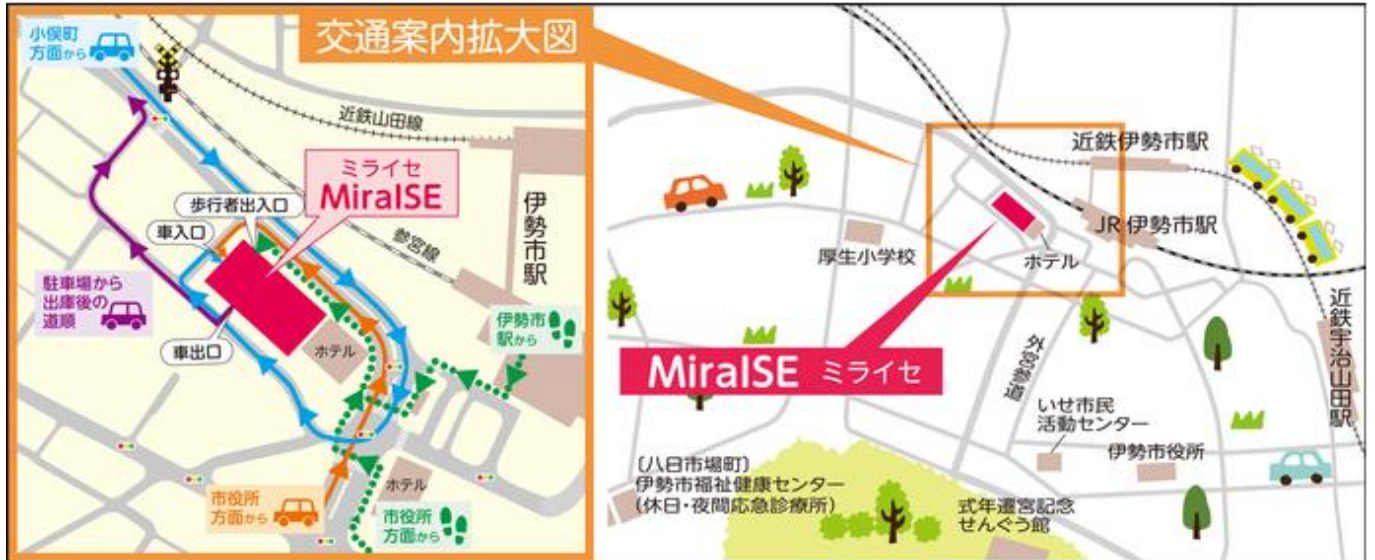 小俣町
方面から
交通案内拡大図
近鉄山田線
ミライセ
MiraISE
歩行者出入口
車入口
参宮線
伊勢市駅
駐車場から
出庫後の
道順
伊勢市
駅から
車出口
ホテル
ホテル
市役所
方面から
市役所
方面から
近鉄伊勢市駅
JR伊勢市駅
厚生小学校
ホテル
近鉄宇治山田駅
MiraISE ミライセ
外宮参道
いせ市民
活動センター
伊勢市役所
〔八日市場町〕
伊勢市福祉健康センター
(休日・夜間応急診療所)
式年遷宮記念
せんぐう館